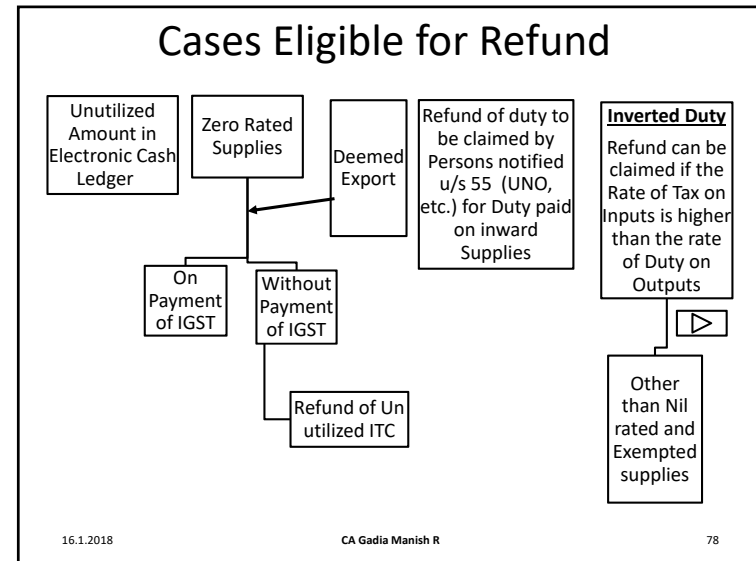 Cases Eligible for Refund
Unutilized
Amount in
Electronic Cash
Ledger
Zero Rated
Supplies
Deemed
Export
Refund of duty to
be claimed by
Persons notified
u/s 55 (UNO,
etc.) for Duty paid
on inward
Supplies
Inverted Duty
Refund can be
claimed if the
Rate of Tax on
Inputs is higher
than the rate
of Duty on
Outputs
On
Payment
of IGST
Without
Payment
of IGST
Refund of Un
utilized ITC
Other
than Nil
rated and
Exempted
supplies
16.1.2018
CA Gadia Manish R
78